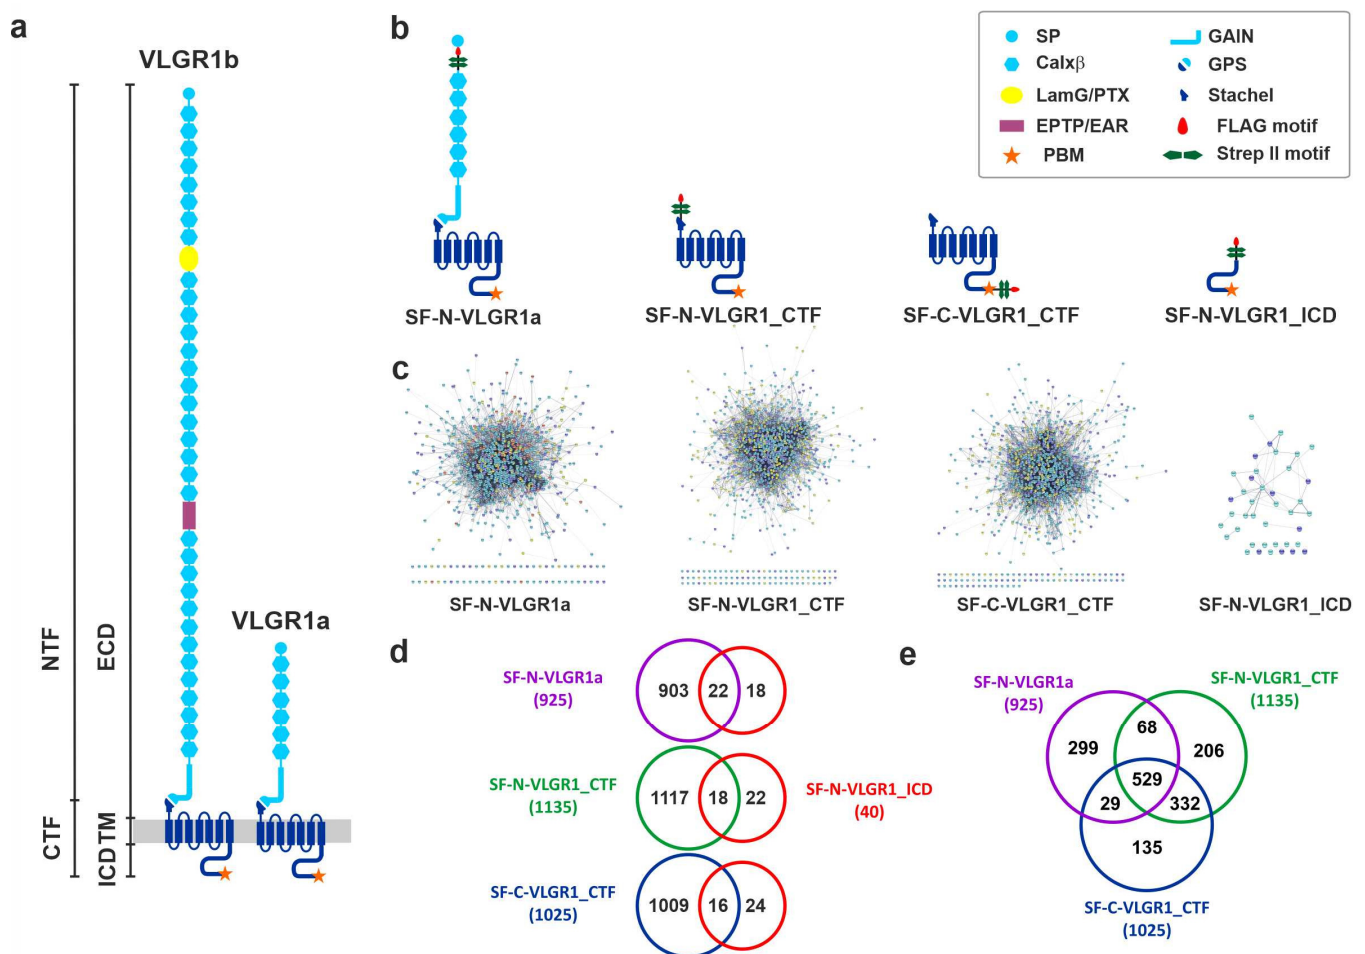 a
VLGR1b
NTF
ECD
CTF
TM
ICD
VLGR1a
b
SP
Calxβ
LamG/PTX
EPTP/EAR
PBM
GAIN
GPS
Stachel
FLAG motif
Strep II motif
SF-N-VLGR1a
SF-N-VLGR1_CTF
SF-C-VLGR1_CTF
SF-N-VLGR1_ICD
c
SF-N-VLGR1a
SF-N-VLGR1_CTF
SF-C-VLGR1_CTF
SF-N-VLGR1_ICD
d
SF-N-VLGR1a
(925)
903 22 18
SF-N-VLGR1_CTF
(1135)
1117 18 22
SF-N-VLGR1_ICD
(40)
SF-C-VLGR1_CTF
(1025)
1009 16 24
e
SF-N-VLGR1a
(925)
SF-N-VLGR1_CTF
(1135)
68
299
206
529
29
332
135
SF-C-VLGR1_CTF
(1025)